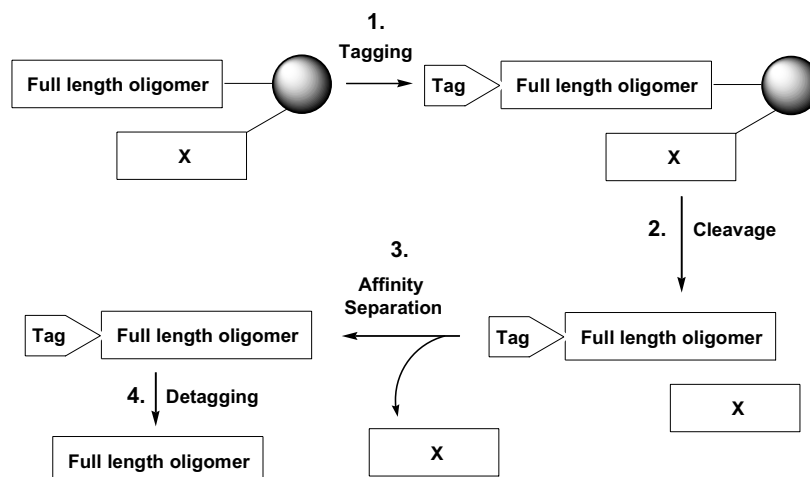 1.
Tagging
Full length oligomer
Tag
Full length oligomer
X
X
2.
Cleavage
3.
Affinity
Separation
Tag
Full length oligomer
Tag
Full length oligomer
4.
Detagging
X
X
Full length oligomer